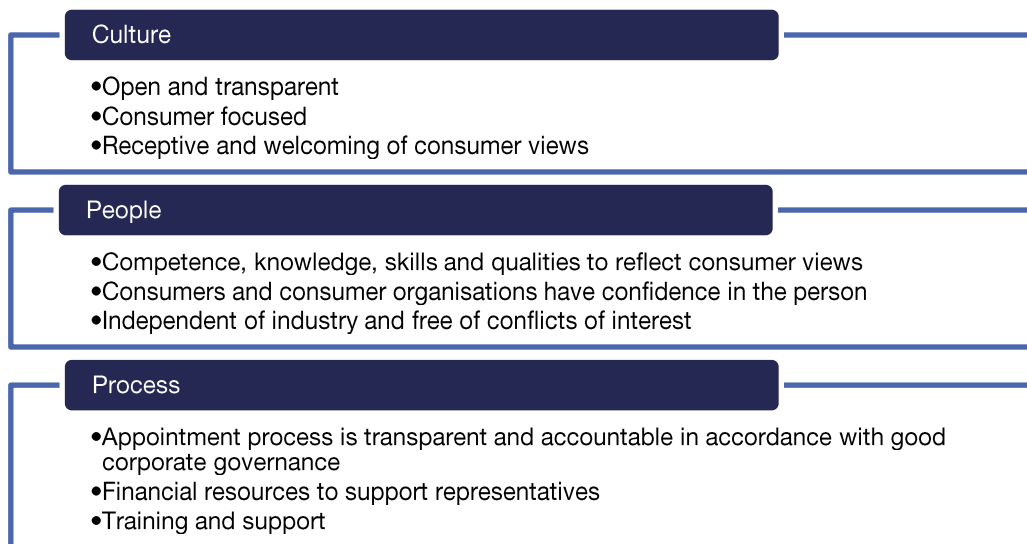 Culture
•Open and transparent
•Consumer focused
•Receptive and welcoming of consumer views
People
•Competence, knowledge, skills and qualities to reflect consumer views
•Consumers and consumer organisations have confidence in the person
•Independent of industry and free of conflicts of interest
Process
•Appointment process is transparent and accountable in accordance with good
corporate governance
•Financial resources to support representatives
•Training and support